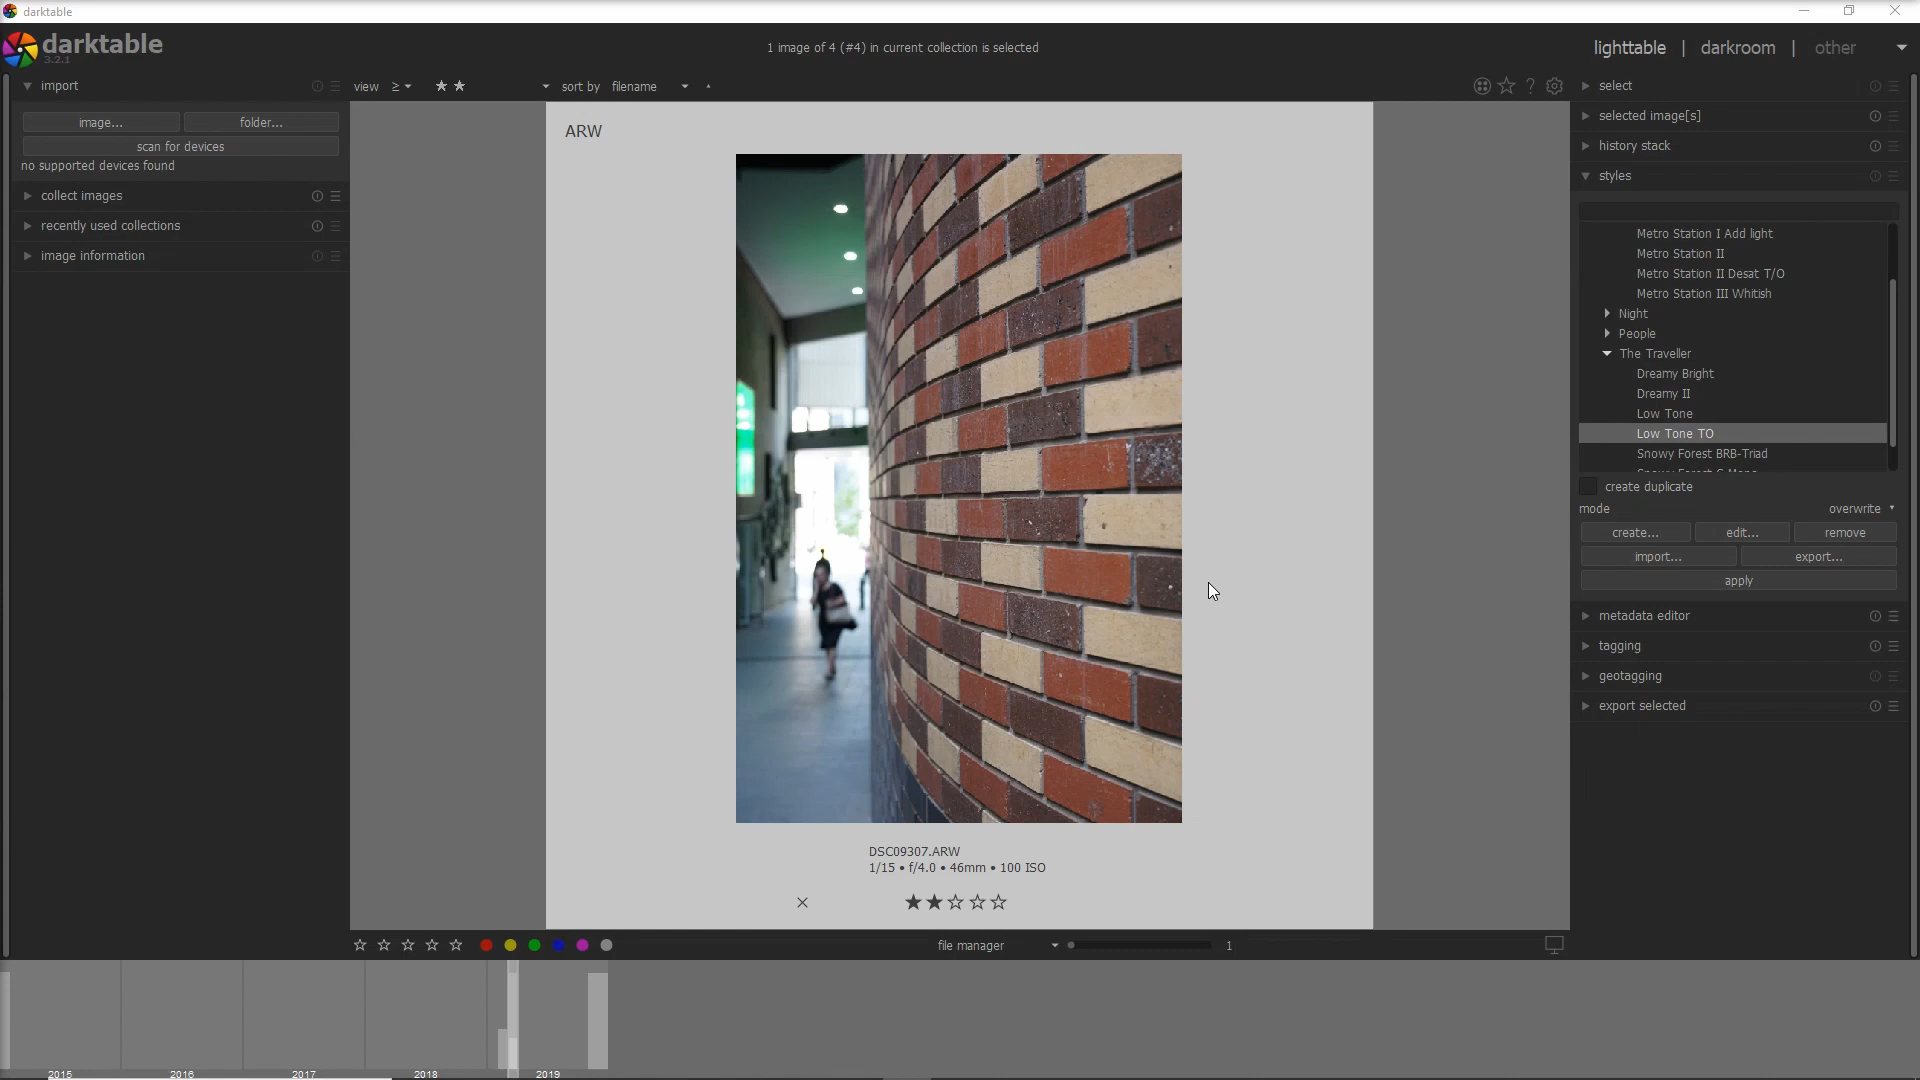 darktable
darktable
3.2.1
1 image of 4 (#4) in current collection is selected
lighttable | darkroom | other
import
view ≥ ★ ★ sort by filename
?
image... folder...
scan for devices
no supported devices found
collect images
recently used collections
image information
ARW
DSC09307.ARW
1/15 • f/4.0 • 46mm • 100 ISO
select
selected image[s]
history stack
styles
Metro Station I Add light
Metro Station II
Metro Station II Desat T/O
Metro Station III Whitish
Night
People
The Traveller
Dreamy Bright
Dreamy II
Low Tone
Low Tone TO
Snowy Forest BRB-Triad
create duplicate
mode overwrite
create... edit... remove
import... export...
apply
metadata editor
tagging
geotagging
export selected
file manager 1
2015 2016 2017 2018 2019